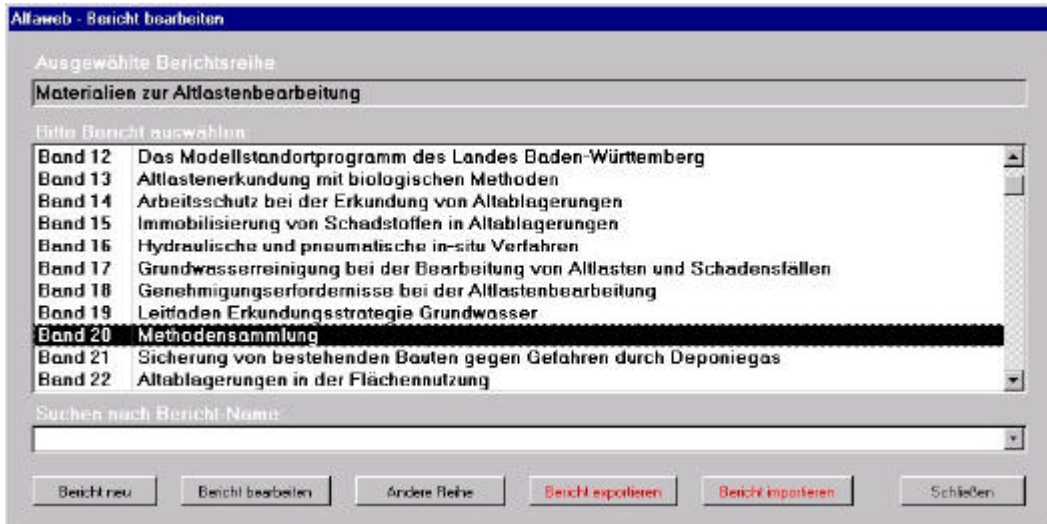 Alfaweb - Bericht bearbeiten
Ausgewählte Berichtsreihe
Materialien zur Altlastenbearbeitung
Bitte Bericht auswählen:
Band 12 Das Modellstandortprogramm des Landes Baden-Württemberg
Band 13 Altlastenerkundung mit biologischen Methoden
Band 14 Arbeitsschutz bei der Erkundung von Altablagerungen
Band 15 Immobilisierung von Schadstoffen in Altablagerungen
Band 16 Hydraulische und pneumatische in-situ Verfahren
Band 17 Grundwasserreinigung bei der Bearbeitung von Altlasten und Schadensfällen
Band 18 Genehmigungserfordernisse bei der Altlastenbearbeitung
Band 19 Leitfaden Erkundungsstrategie Grundwasser
Band 20 Methodensammlung
Band 21 Sicherung von bestehenden Bauten gegen Gefahren durch Deponiegas
Band 22 Altablagerungen in der Flächennutzung
Suchen nach Bericht-Name:
Bericht neu Bericht bearbeiten Andere Reihe Bericht exportieren Bericht importieren Schließen